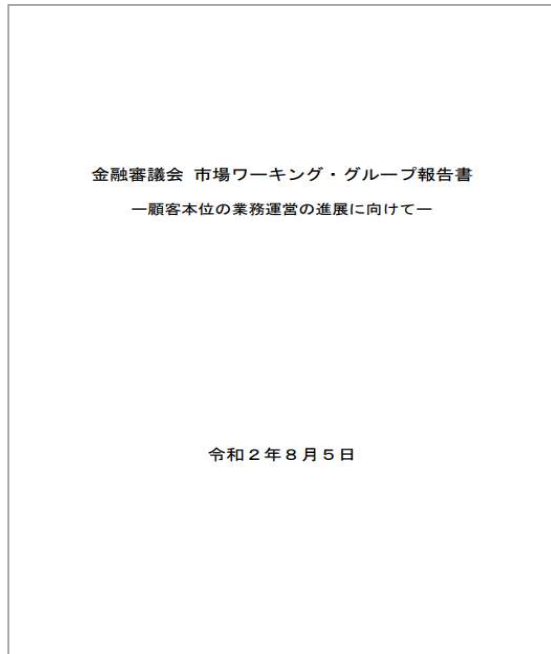 金融審議会 市場ワーキング・グループ報告書
―顧客本位の業務運営の進展に向けて―
令和２年８月５日